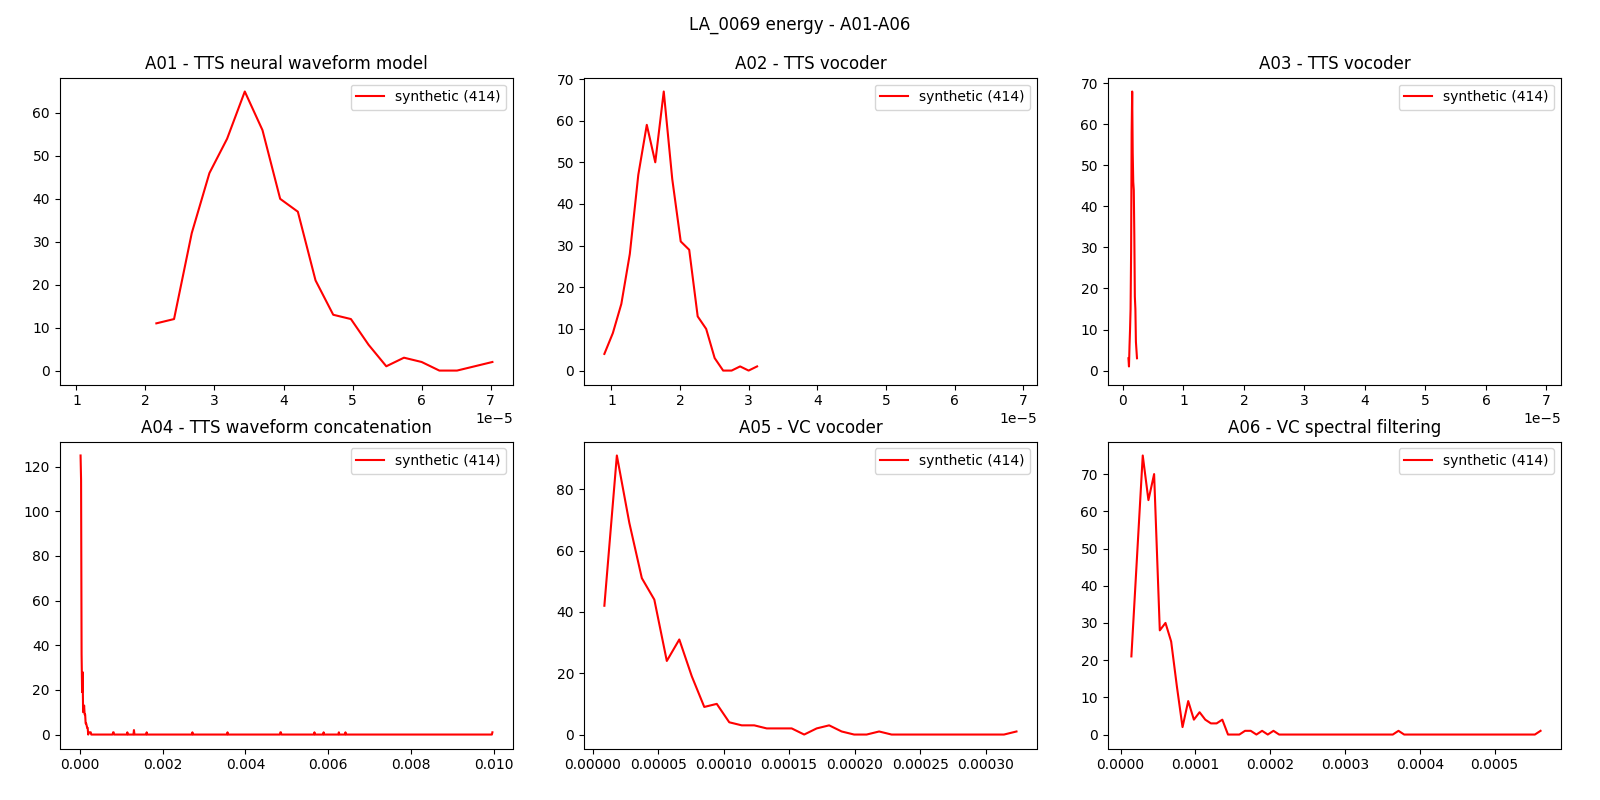 LA_0069 energy - A01-A06
A01 - TTS neural waveform model
A02 - TTS vocoder
A03 - TTS vocoder
synthetic (414)
synthetic (414)
synthetic (414)
60
50
40
30
20
10
0
70
60
50
40
30
20
10
0
70
60
50
40
30
20
10
0
1 2 3 4 5 6 7
1e−5
1 2 3 4 5 6 7
1e−5
0 1 2 3 4 5 6 7
1e−5
A04 - TTS waveform concatenation
A05 - VC vocoder
A06 - VC spectral filtering
synthetic (414)
synthetic (414)
synthetic (414)
120
100
80
60
40
20
0
80
60
40
20
0
70
60
50
40
30
20
10
0
0.000 0.002 0.004 0.006 0.008 0.010
0.00000 0.00005 0.00010 0.00015 0.00020 0.00025 0.00030
0.0000 0.0001 0.0002 0.0003 0.0004 0.0005